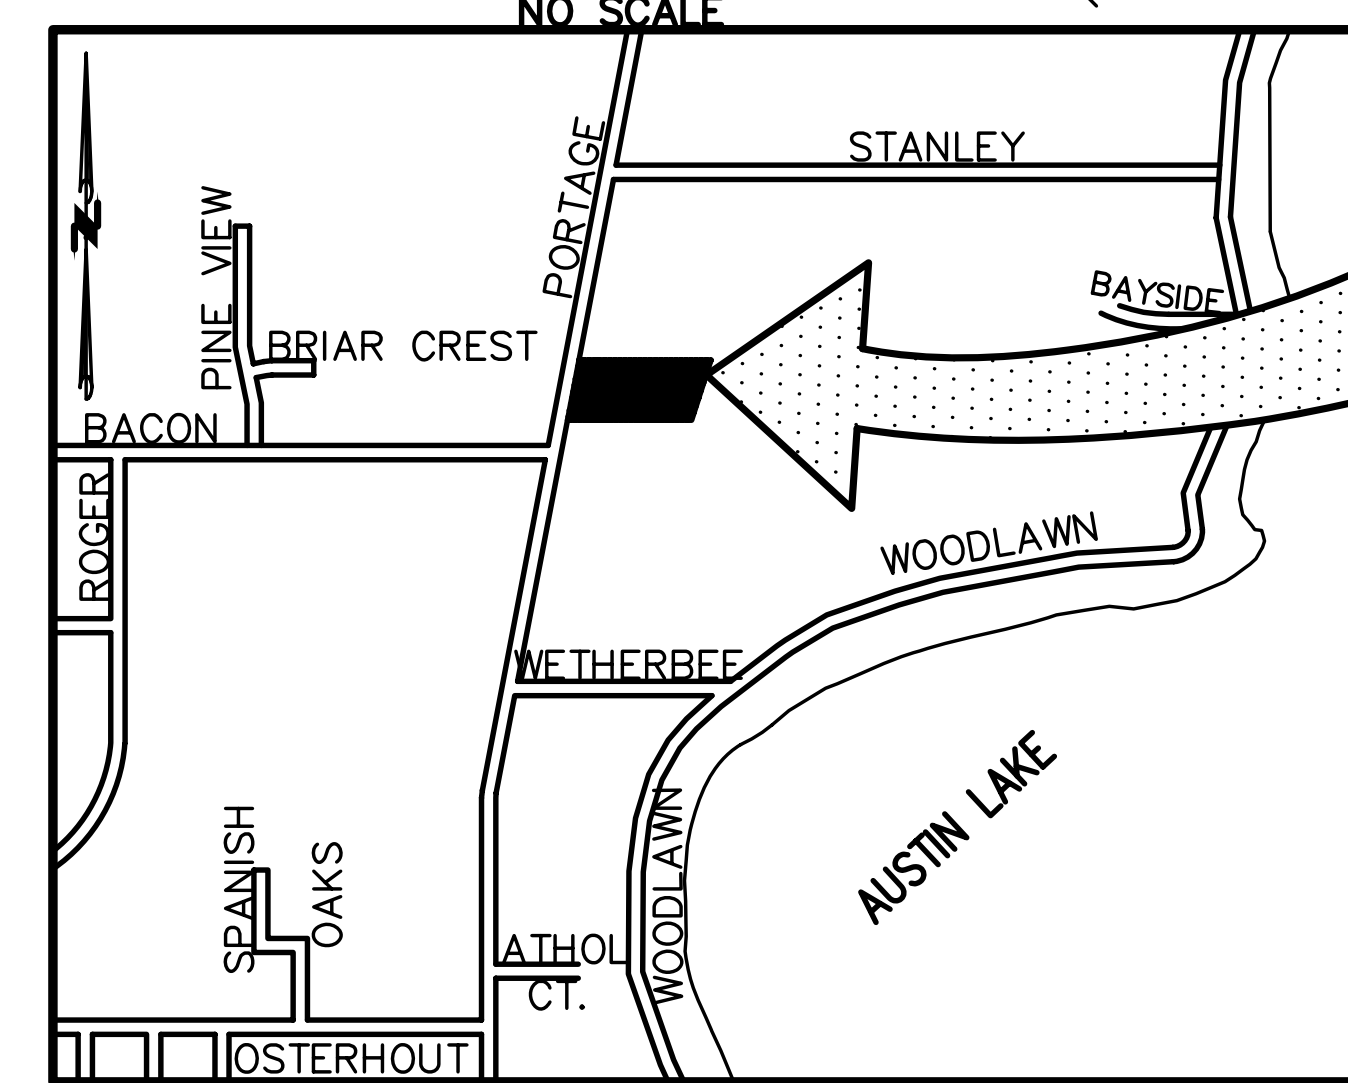 NO SCALE
STANLEY
PORTAGE
N
PINE VIEW
BAYSIDE
BRIAR CREST
BACON
ROGER
WOODLAWN
WETHERBEE
AUSTIN LAKE
WOODLAWN
SPANISH
OAKS
ATHOL
CT.
OSTERHOUT